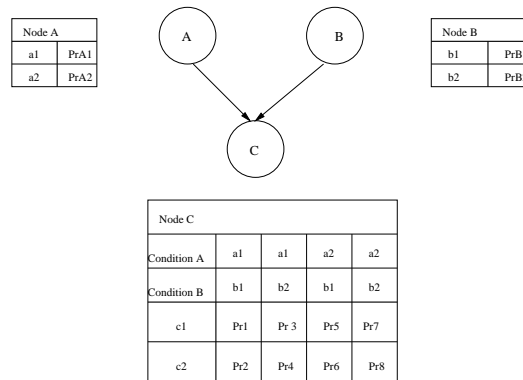 Node A
a1 PrA1
a2 PrA2
A
B
Node B
b1 PrB
b2 PrB
C
Node C
Condition A a1 a1 a2 a2
Condition B b1 b2 b1 b2
c1 Pr1 Pr 3 Pr5 Pr7
c2 Pr2 Pr4 Pr6 Pr8